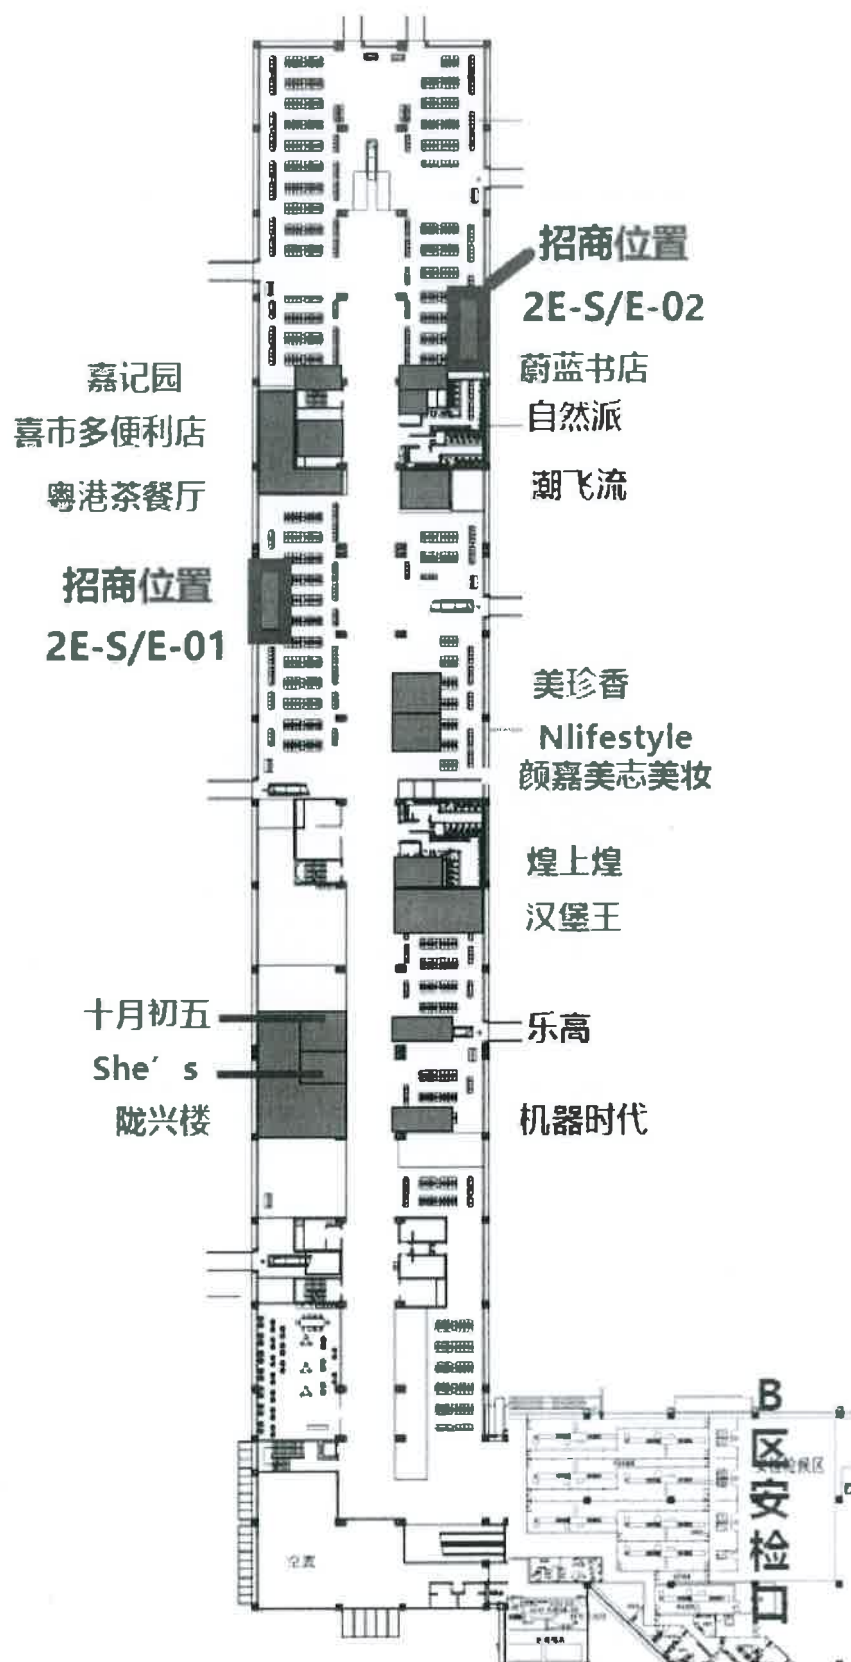 招商位置
2E-S/E-02
嘉记园
蔚蓝书店
喜市多便利店
自然派
粤港茶餐厅
潮飞流
招商位置
2E-S/E-01
美珍香
Nlifestyle
颜嘉美志美妆
煌上煌
汉堡王
十月初五
乐高
She's
陇兴楼
机器时代
B区安检口
空置